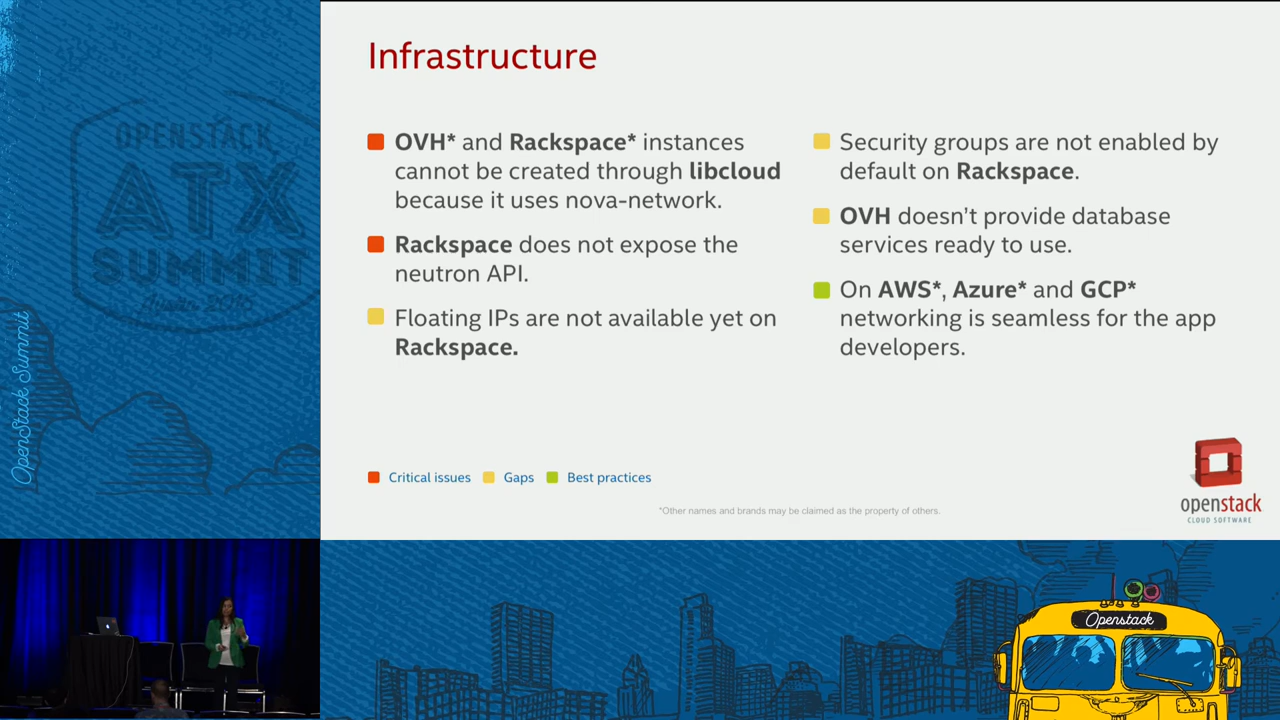 Infrastructure
OVH* and Rackspace* instances
cannot be created through libcloud
because it uses nova-network.
Rackspace does not expose the
neutron API.
Floating IPs are not available yet on
Rackspace.
Security groups are not enabled by
default on Rackspace.
OVH doesn't provide database
services ready to use.
On AWS*, Azure* and GCP*
networking is seamless for the app
developers.
Critical issues Gaps Best practices
*Other names and brands may be claimed as the property of others.
openstack
CLOUD SOFTWARE
OPENSTACK
ATX
SUMMIT
Austin
OpenStack Summit
Openstack